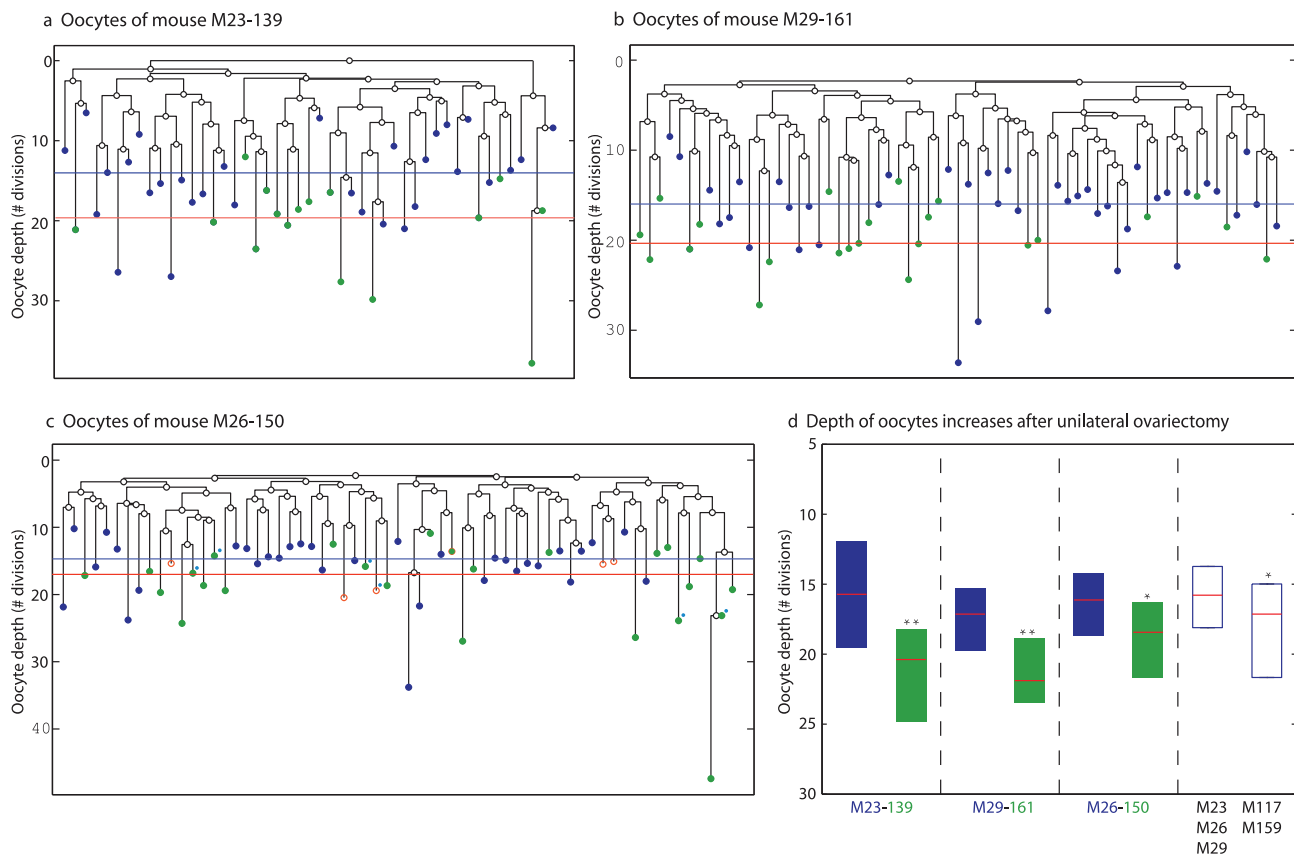 a Oocytes of mouse M23-139
0
10
20
30
Oocyte depth (# divisions)
b Oocytes of mouse M29-161
0
10
20
30
Oocyte depth (# divisions)
c Oocytes of mouse M26-150
0
10
20
30
40
Oocyte depth (# divisions)
d Depth of oocytes increases after unilateral ovariectomy
5
10
15
20
25
30
Oocyte depth (# divisions)
**
**
*
*
M23-139
M29-161
M26-150
M23 M117
M26 M159
M29